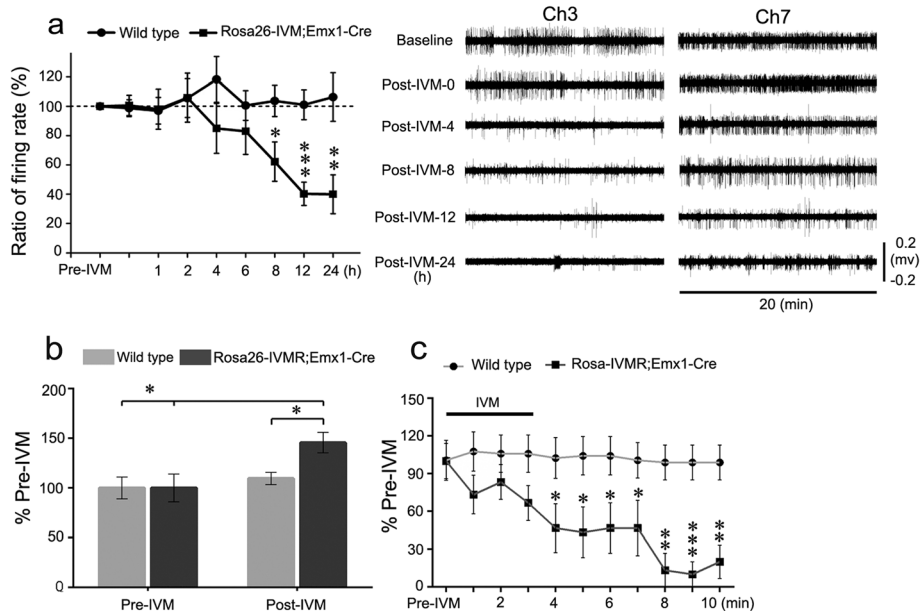 a
Wild type
Rosa26-IVM;Emx1-Cre
Ratio of firing rate (%)
120
100
80
60
40
20
0
*
***
**
Pre-IVM 1 2 4 6 8 12 24 (h)
Ch3 Ch7
Baseline
Post-IVM-0
Post-IVM-4
Post-IVM-8
Post-IVM-12
Post-IVM-24
(h)
0.2
(mv)
-0.2
20 (min)
b
Wild type Rosa26-IVMR;Emx1-Cre
% Pre-IVM
200
150
100
50
0
*
*
Pre-IVM Post-IVM
c
Wild type Rosa-IVMR;Emx1-Cre
% Pre-IVM
150
120
90
60
30
0
IVM
* * * * ** *** **
Pre-IVM 2 4 6 8 10 (min)